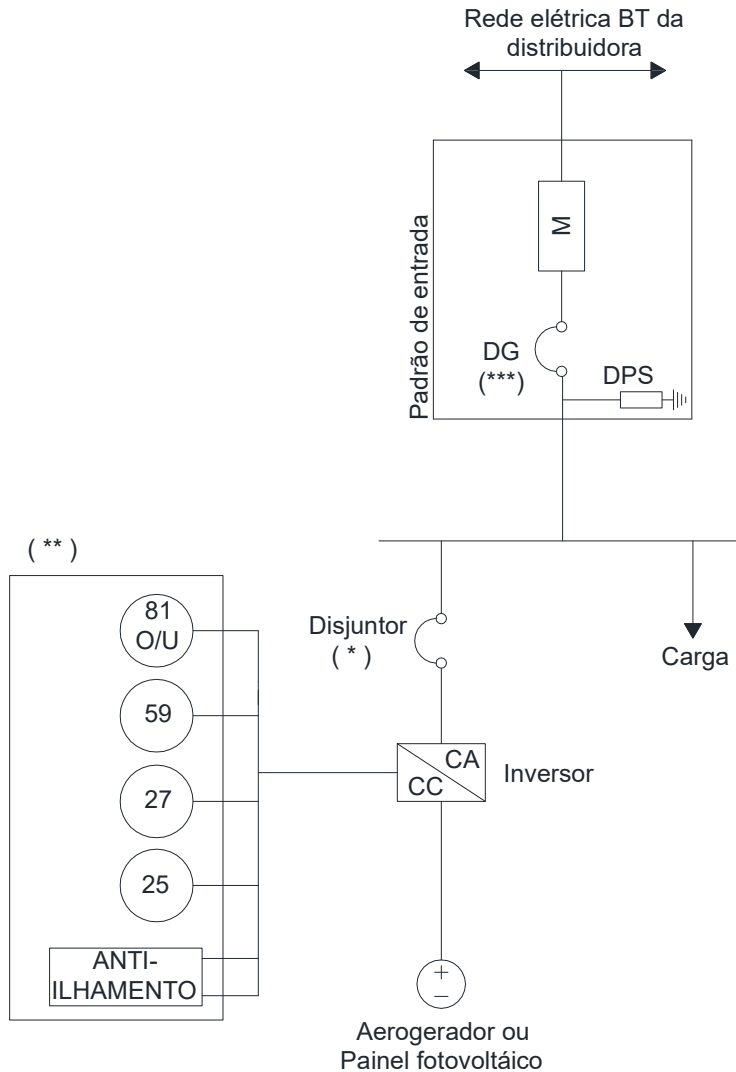 Rede elétrica BT da
distribuidora
Padrão de entrada
M
DG
(***)
DPS
( ** )
81
O/U
59
27
25
ANTI-
ILHAMENTO
Disjuntor
( * )
Carga
CA
CC
Inversor
+
−
Aerogerador ou
Painel fotovoltáico